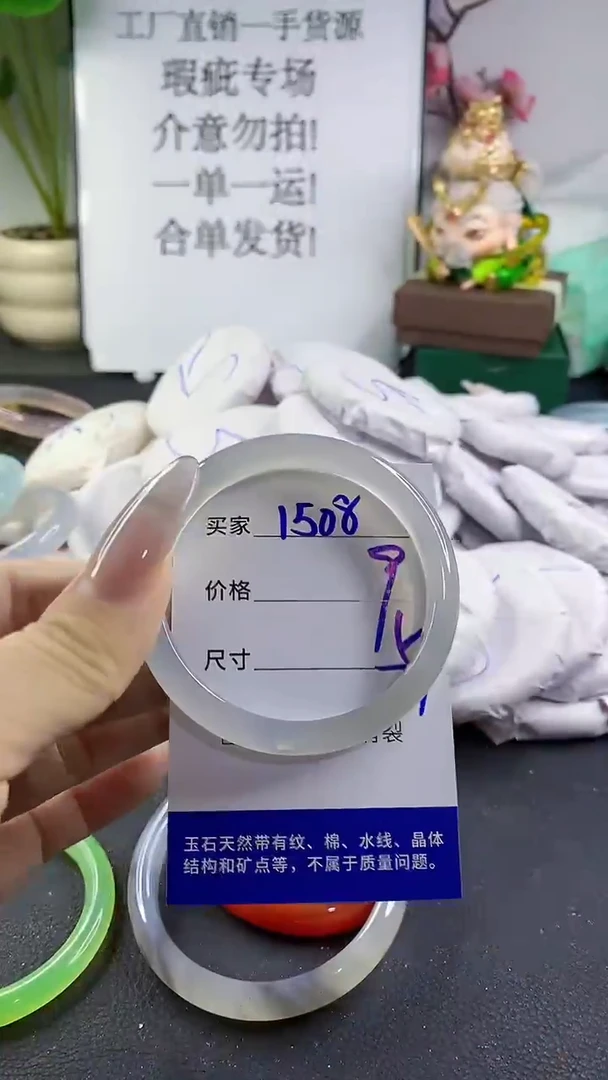 工厂直销一手货源
瑕疵专场
介意勿拍!
一单一运!
合单发货!
买家 1508
价格
尺寸
裂
玉石天然带有纹、棉、水线、晶体
结构和矿点等，不属于质量问题。